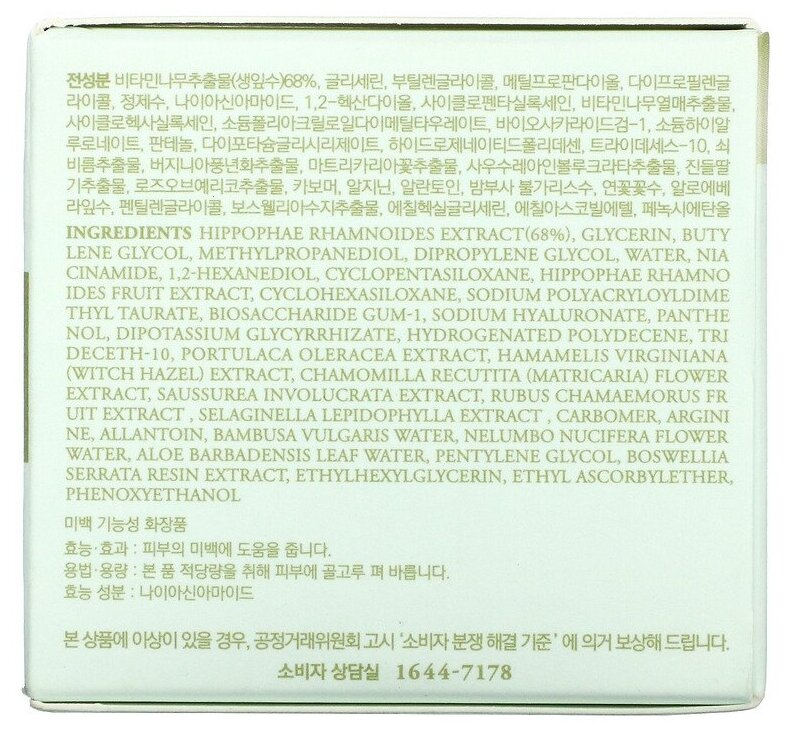 전성분 비타민나무추출물(생잎수)68%, 글리세린, 부틸렌글라이콜, 메틸프로판다이올, 다이프로필렌글
라이콜, 정제수, 나이아신아마이드, 1,2-헥산다이올, 사이클로펜타실록세인, 비타민나무열매추출물,
사이클로헥사실록세인, 소듐폴리아크릴로일다이메틸타우레이트, 바이오사카라이드검-1, 소듐하이알
루로네이트, 판테놀, 다이포타슘글리시리제이트, 하이드로제네이티드폴리데센, 트라이데세스-10, 쇠
비름추출물, 버지니아풍년화추출물, 마트리카리아꽃추출물, 사우수레아인볼루크라타추출물, 진들딸
기추출물, 로즈오브예리코추출물, 카보머, 알지닌, 알란토인, 밤부사 불가리스수, 연꽃꽃수, 알로에베
라잎수, 펜틸렌글라이콜, 보스웰리아수지추출물, 에칠헥실글리세린, 에칠아스코빌에텔, 페녹시에탄올
INGREDIENTS HIPPOPHAE RHAMNOIDES EXTRACT(68%), GLYCERIN, BUTY
LENE GLYCOL, METHYLPROPANEDIOL, DIPROPYLENE GLYCOL, WATER, NIA
CINAMIDE, 1,2-HEXANEDIOL, CYCLOPENTASILOXANE, HIPPOPHAE RHAMNO
IDES FRUIT EXTRACT, CYCLOHEXASILOXANE, SODIUM POLYACRYLOYLDIME
THYL TAURATE, BIOSACCHARIDE GUM-1, SODIUM HYALURONATE, PANTHE
NOL, DIPOTASSIUM GLYCYRRHIZATE, HYDROGENATED POLYDECENE, TRI
DECETH-10, PORTULACA OLERACEA EXTRACT, HAMAMELIS VIRGINIANA
(WITCH HAZEL) EXTRACT, CHAMOMILLA RECUTITA (MATRICARIA) FLOWER
EXTRACT, SAUSSUREA INVOLUCRATA EXTRACT, RUBUS CHAMAEMORUS FR
UIT EXTRACT , SELAGINELLA LEPIDOPHYLLA EXTRACT , CARBOMER, ARGINI
NE, ALLANTOIN, BAMBUSA VULGARIS WATER, NELUMBO NUCIFERA FLOWER
WATER, ALOE BARBADENSIS LEAF WATER, PENTYLENE GLYCOL, BOSWELLIA
SERRATA RESIN EXTRACT, ETHYLHEXYLGLYCERIN, ETHYL ASCORBYLETHER,
PHENOXYETHANOL
미백 기능성 화장품
효능·효과 : 피부의 미백에 도움을 줍니다.
용법·용량 : 본 품 적당량을 취해 피부에 골고루 펴 바릅니다.
효능 성분 : 나이아신아마이드
본 상품에 이상이 있을 경우, 공정거래위원회 고시 '소비자 분쟁 해결 기준' 에 의거 보상해 드립니다.
소비자 상담실 1644-7178